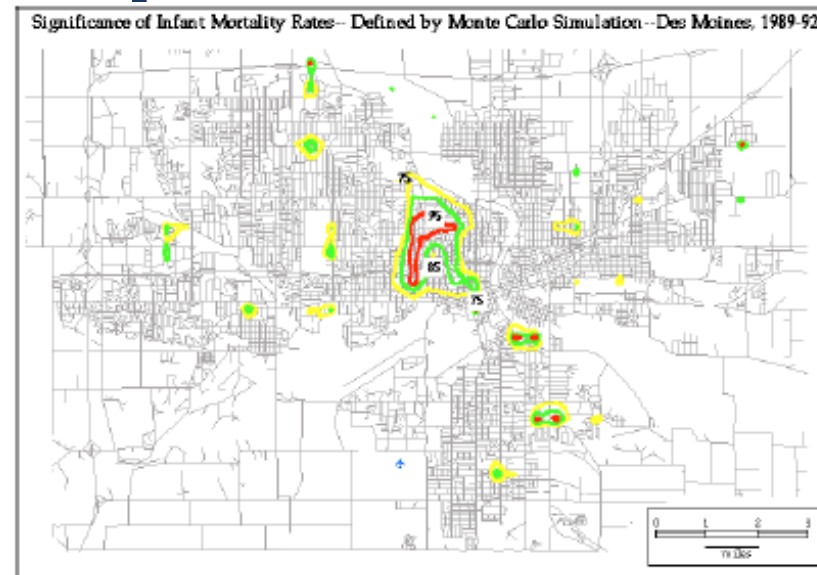 Significance of Infant Mortality Rates-- Defined by Monte Carlo Simulation--Des Moines, 1989-92
75
95
85
75
0 1 2 3
miles